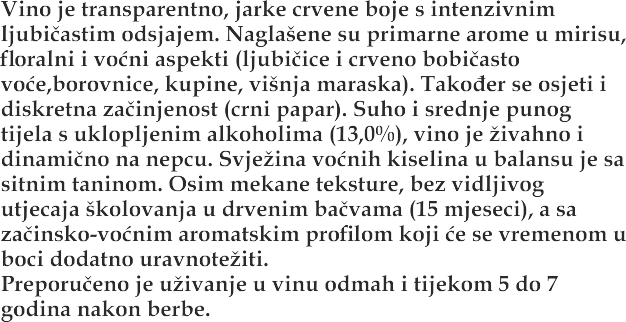 Vino je transparentno, jarke crvene boje s intenzivnim
ljubičastim odsjajem. Naglašene su primarne arome u mirisu,
floralni i voćni aspekti (ljubičice i crveno bobičasto
voće,borovnice, kupine, višnja maraska). Također se osjeti i
diskretna začinjenost (crni papar). Suho i srednje punog
tijela s uklopljenim alkoholima (13,0%), vino je živahno i
dinamično na nepcu. Svježina voćnih kiselina u balansu je sa
sitnim taninom. Osim mekane teksture, bez vidljivog
utjecaja školovanja u drvenim bačvama (15 mjeseci), a sa
začinsko-voćnim aromatskim profilom koji će se vremenom u
boci dodatno uravnotežiti.
Preporučeno je uživanje u vinu odmah i tijekom 5 do 7
godina nakon berbe.